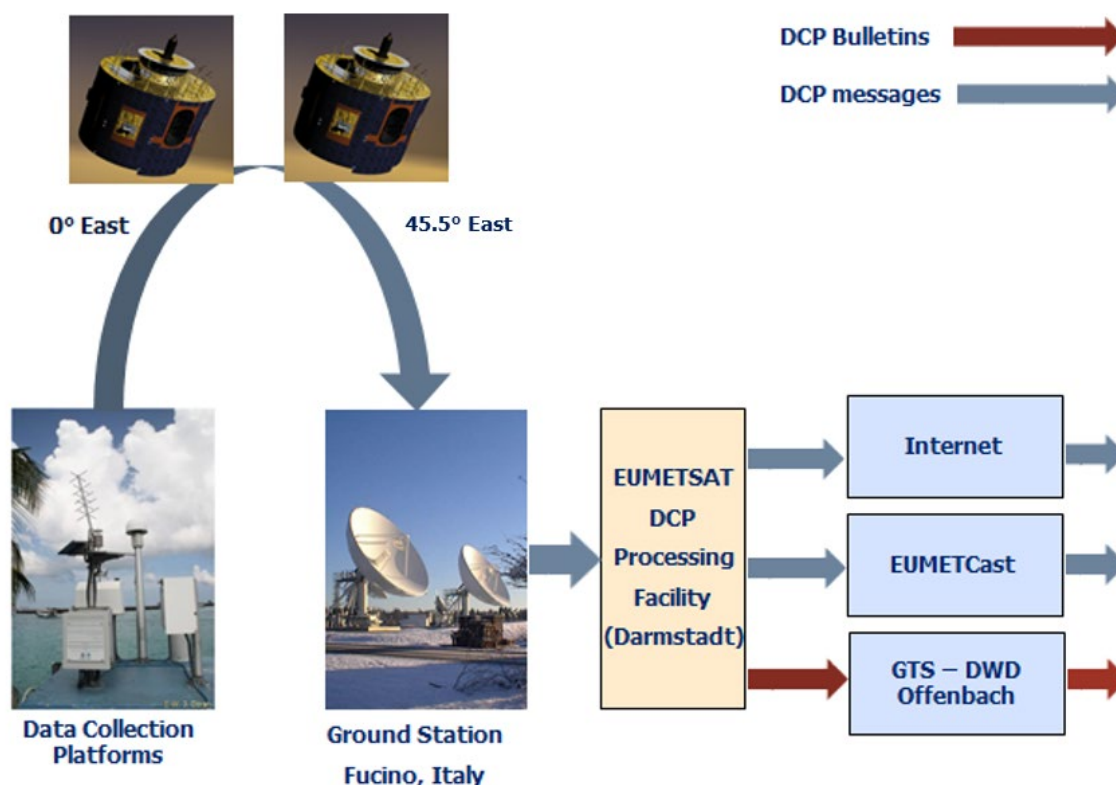 DCP Bulletins
DCP messages
0° East
45.5° East
EUMETSAT
DCP
Processing
Facility
(Darmstadt)
Internet
EUMETCast
GTS – DWD
Offenbach
Data Collection
Platforms
Ground Station
Fucino, Italy